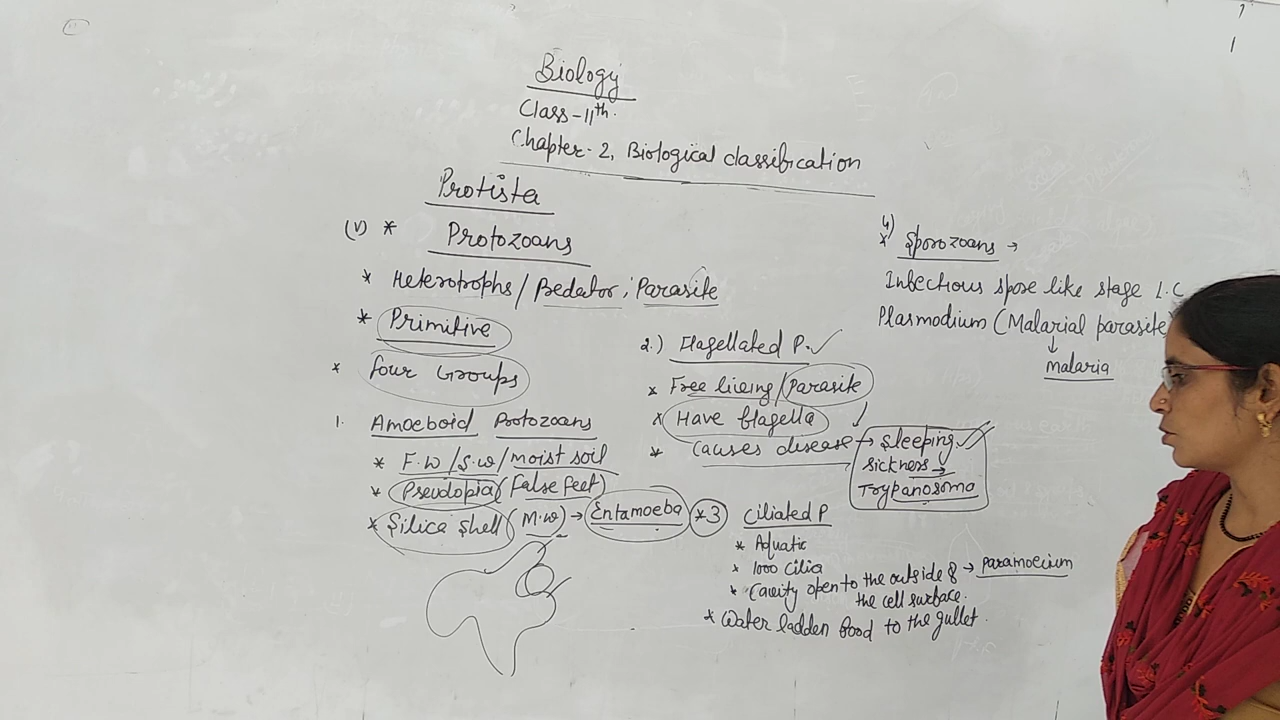 Biology
Class-11th.
Chapter-2, Biological classification
Protista
(V) * Protozoans
* Heterotrophs/Predator, Parasite
* Primitive
* four Groups
1. Amoeboid Protozoans
* F.W/S.W/moist soil
* Pseudopia(False feet)
* Silica Shell (M.W) → Entamoeba
2.) Flagellated P.
* Free living/Parasite
* Have flagella
* Causes disease → Sleeping
sickness →
Trypanosoma
*3 Ciliated P
* Aquatic
* 1000 Cilia
* Cavity open to the outside of → paramoecium
the cell surface.
* Water ladden food to the gullet.
4)
* Sporozoans →
Infectious spore like stage L.C
Plasmodium (Malarial parasite)
↓
malaria